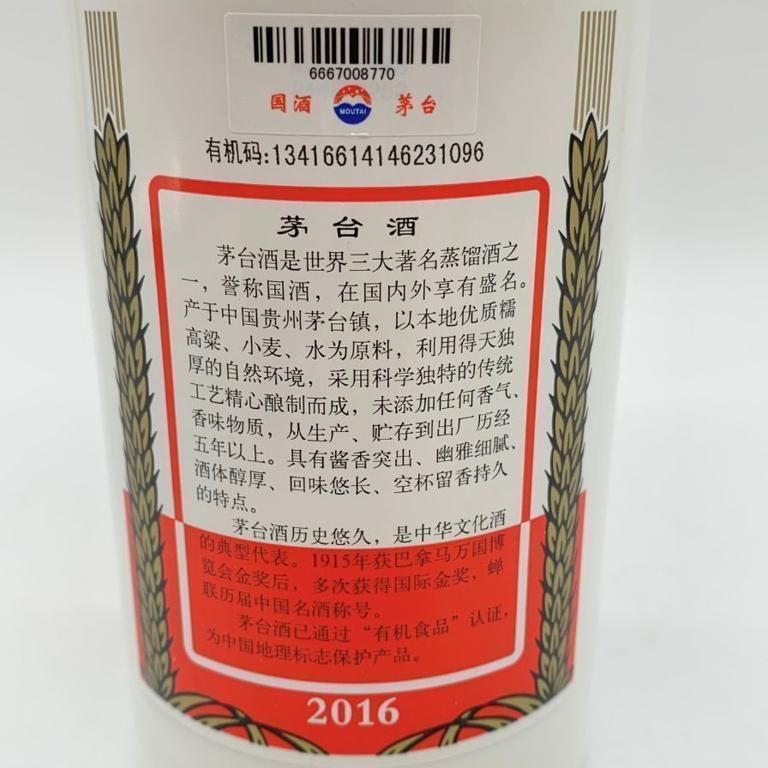 6667008770
国酒 MOUTAI 茅台
有机码:13416614146231096
茅台酒
茅台酒是世界三大著名蒸馏酒之
一，誉称国酒，在国内外享有盛名。
产于中国贵州茅台镇，以本地优质糯
高粱、小麦、水为原料，利用得天独
厚的自然环境，采用科学独特的传统
工艺精心酿制而成，未添加任何香气、
香味物质，从生产、贮存到出厂历经
五年以上。具有酱香突出、幽雅细腻、
酒体醇厚、回味悠长、空杯留香持久
的特点。
茅台酒历史悠久，是中华文化酒
的典型代表。1915年获巴拿马万国博
览会金奖后，多次获得国际金奖，蝉
联历届中国名酒称号。
茅台酒已通过“有机食品”认证，
为中国地理标志保护产品。
2016